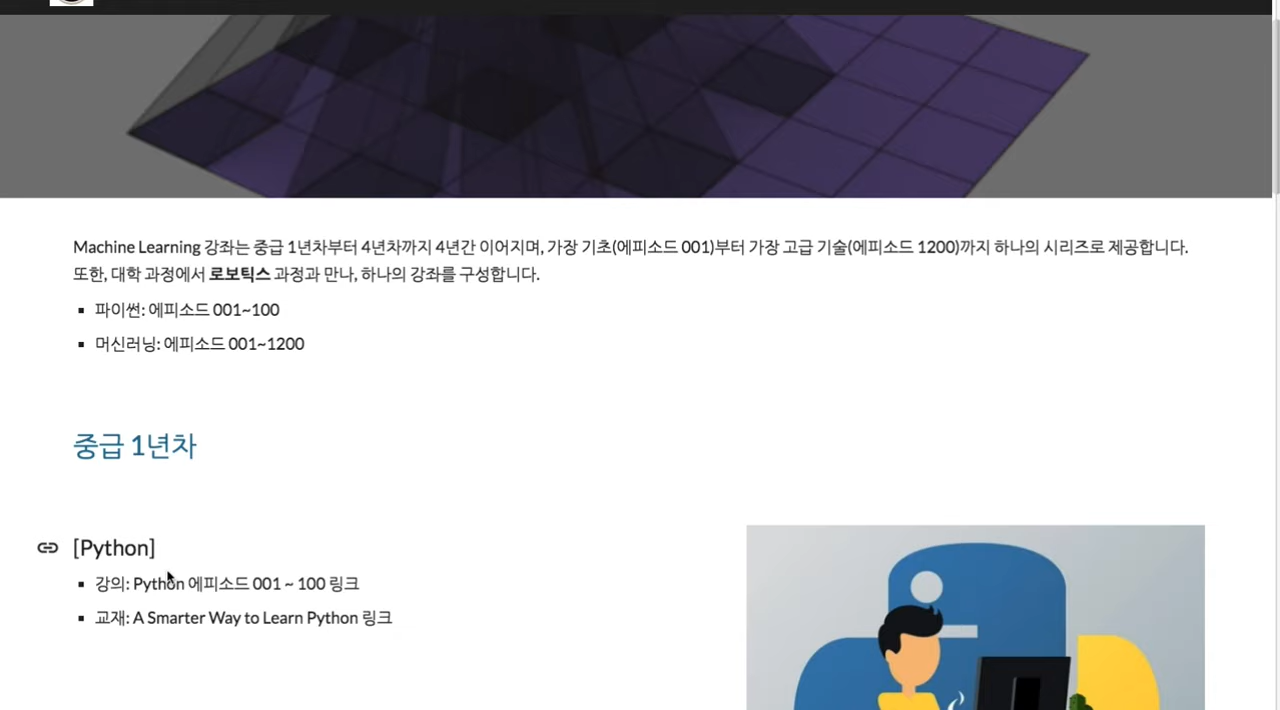 Machine Learning 강좌는 중급 1년차부터 4년차까지 4년간 이어지며, 가장 기초(에피소드 001)부터 가장 고급 기술(에피소드 1200)까지 하나의 시리즈로 제공합니다.
또한, 대학 과정에서 로보틱스 과정과 만나, 하나의 강좌를 구성합니다.
파이썬: 에피소드 001~100
머신러닝: 에피소드 001~1200
중급 1년차
[Python]
강의: Python 에피소드 001 ~ 100 링크
교재: A Smarter Way to Learn Python 링크